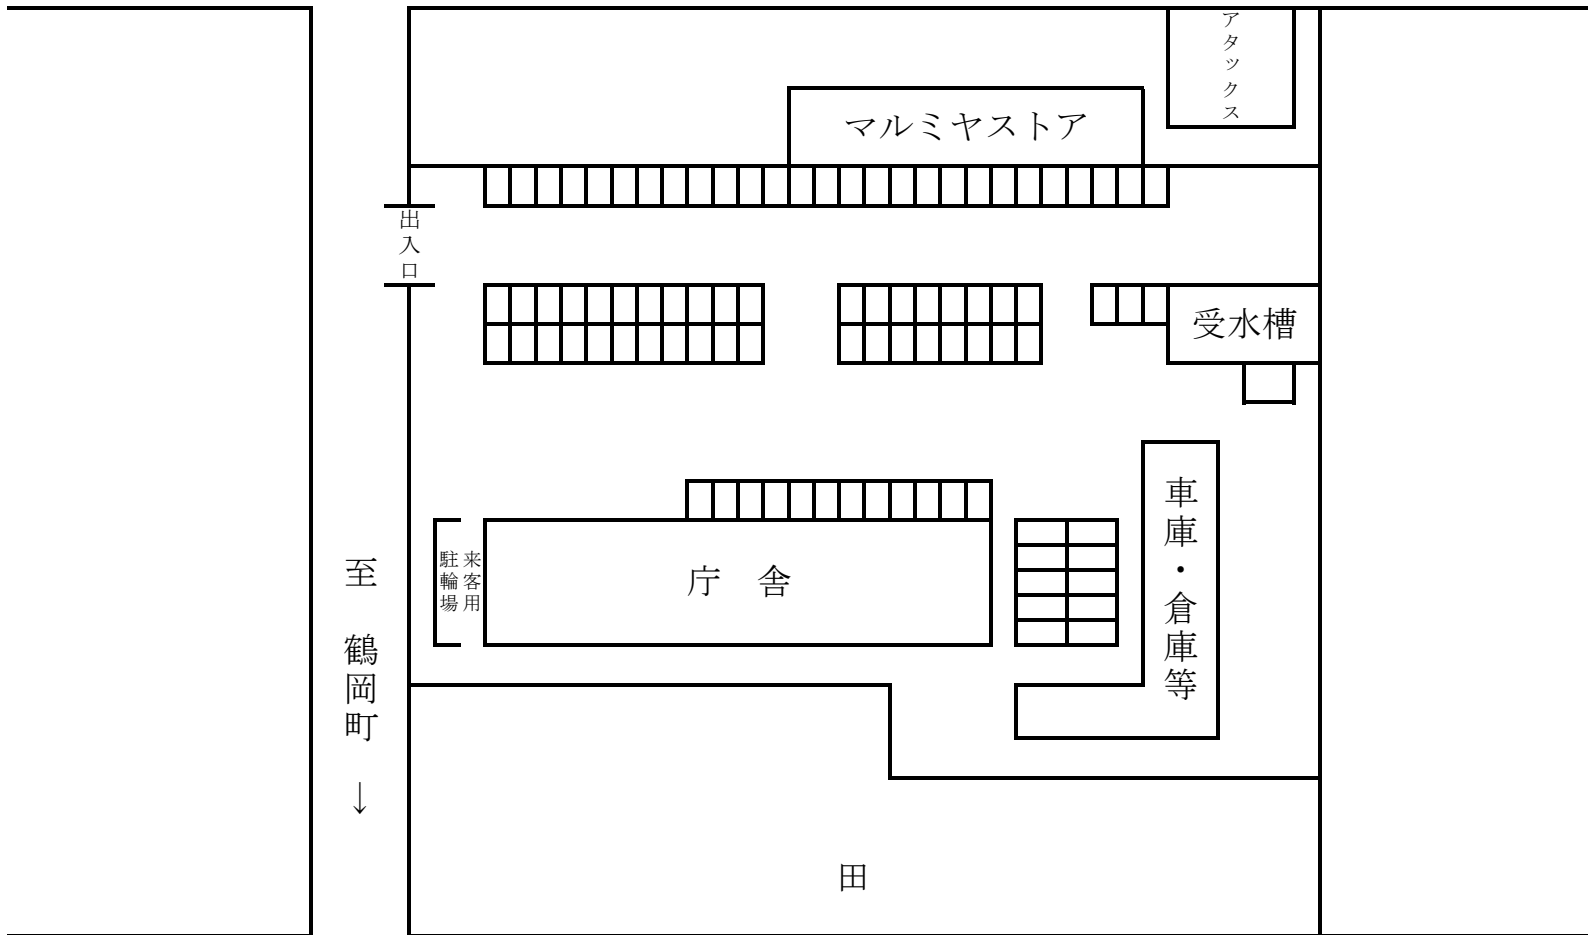 アタックス
マルミヤストア
出入口
受水槽
車庫・倉庫等
来客用
駐輪場
庁　舎
至　鶴岡町　↓
田